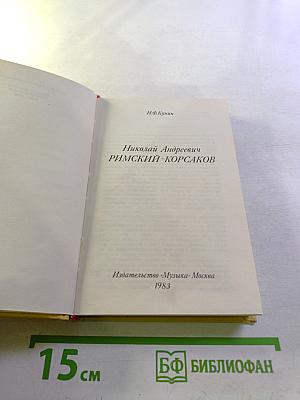 И.Ф.Кунин
Николай Андреевич
РИМСКИЙ-КОРСАКОВ
Издательство «Музыка» Москва
1983
15 см
БФ БИБЛИОФАН